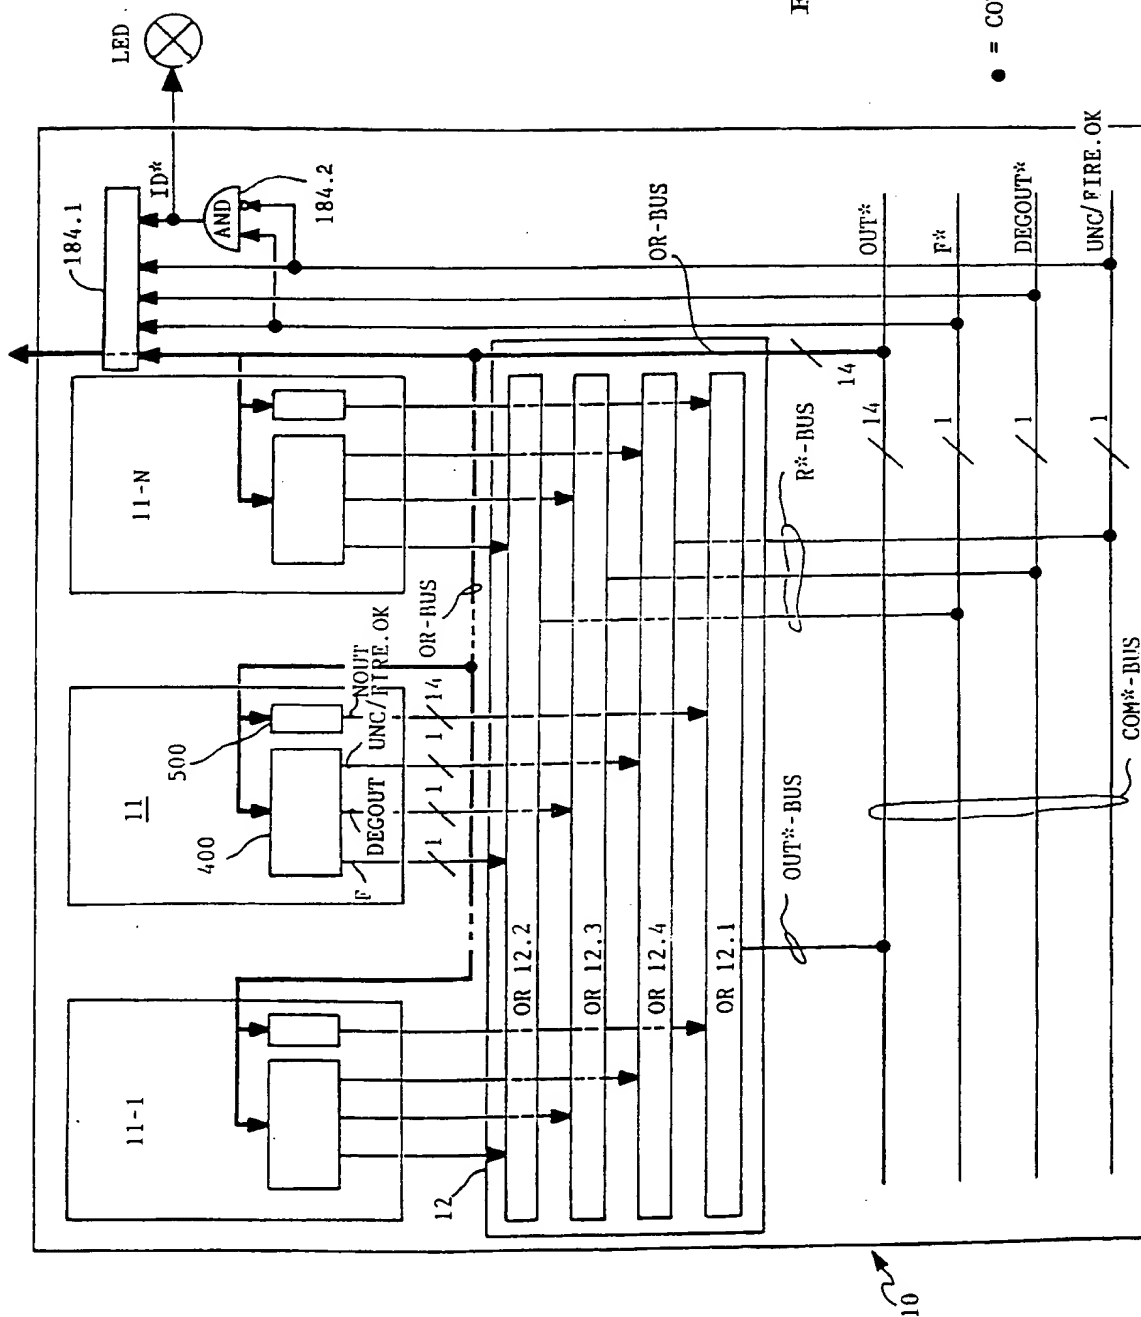 LED
ID*
184.1
AND
184.2
OR-BUS
OUT*
F*
DEGOUT*
UNC/FIRE.OK
= CO
11-N
14
R*-BUS
14
1
1
1
OR-BUS
11
500
400
NOUT
UNC/FIRE.OK
DEGOUT
F
14
1
1
1
OUT*-BUS
COM*-BUS
11-1
12
OR 12.2
OR 12.3
OR 12.4
OR 12.1
10